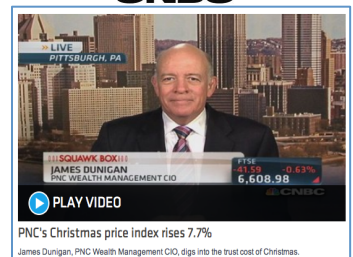 CNBC
» LIVE
PITTSBURGH, PA
SQUAWK BOX
JAMES DUNIGAN
PNC WEALTH MANAGEMENT CIO
FTSE
-41.59 -0.63%
6,608.98
CNBC
PLAY VIDEO
PNC's Christmas price index rises 7.7%
James Dunigan, PNC Wealth Management CIO, digs into the trust cost of Christmas.